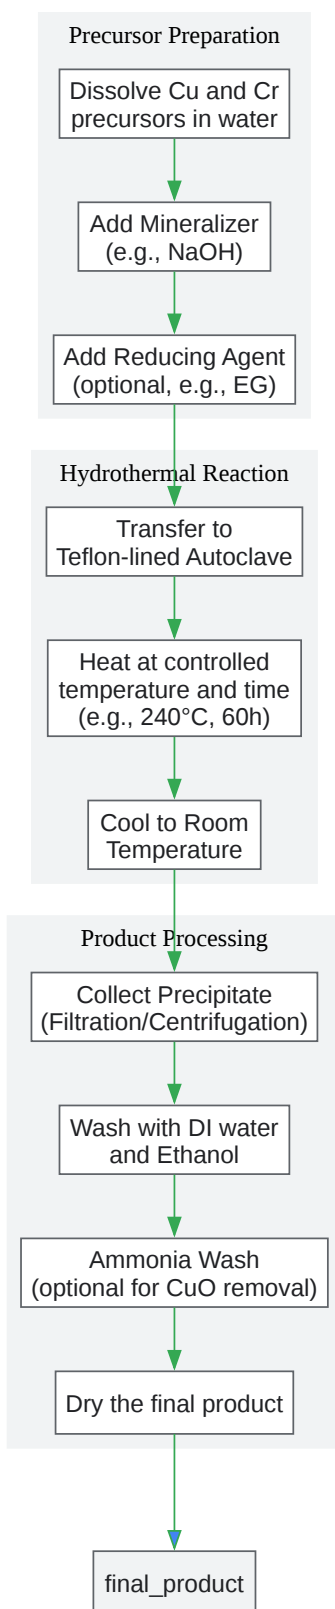 Precursor Preparation
Dissolve Cu and Cr
precursors in water
Add Mineralizer
(e.g., NaOH)
Add Reducing Agent
(optional, e.g., EG)
Hydrothermal Reaction
Transfer to
Teflon-lined Autoclave
Heat at controlled
temperature and time
(e.g., 240°C, 60h)
Cool to Room
Temperature
Product Processing
Collect Precipitate
(Filtration/Centrifugation)
Wash with DI water
and Ethanol
Ammonia Wash
(optional for CuO removal)
Dry the final product
final_product